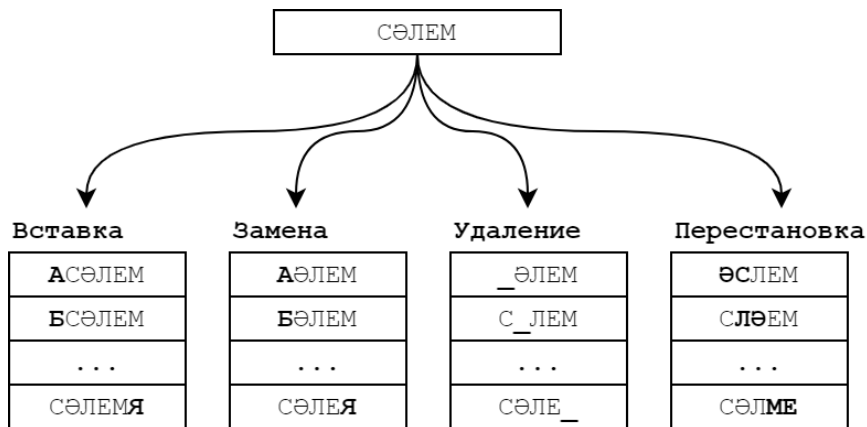 СӘЛЕМ
Вставка Замена Удаление Перестановка
АСӘЛЕМ АӘЛЕМ _ӘЛЕМ ӘСЛЕМ
БСӘЛЕМ БӘЛЕМ С_ЛЕМ СЛӘЕМ
... ... ... ...
СӘЛЕМЯ СӘЛЕЯ СӘЛЕ_ СӘЛМЕ